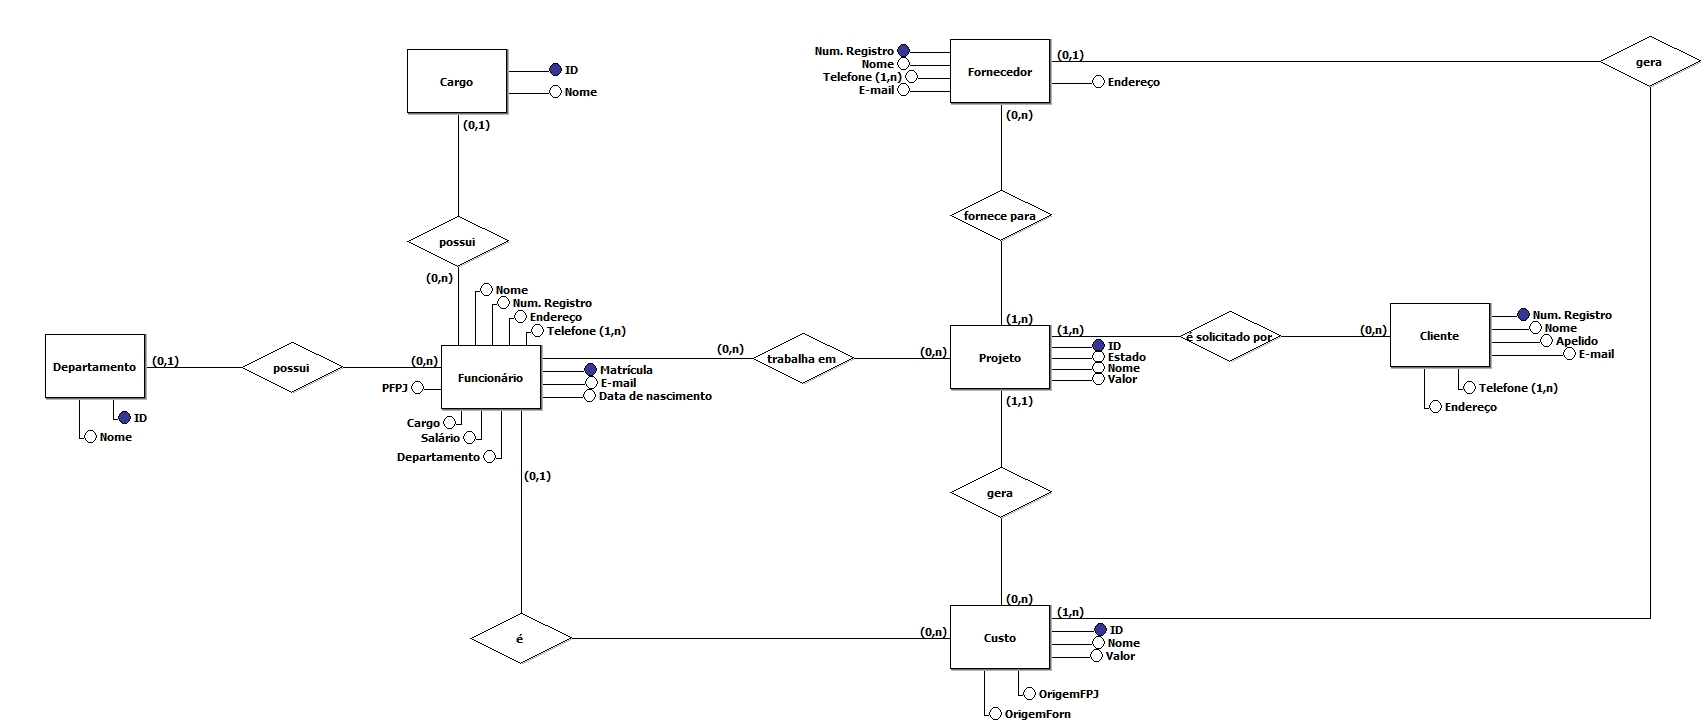 Cargo
ID
Nome
(0,1)
possui
(0,n)
Num. Registro
Nome
Telefone (1,n)
E-mail
Fornecedor
(0,1)
Endereço
(0,n)
gera
fornece para
(1,n)
Nome
Num. Registro
Endereço
Telefone (1,n)
Departamento
(0,1)
ID
Nome
possui
(0,n)
Funcionário
PFPJ
Matrícula
E-mail
Data de nascimento
Cargo
Salário
Departamento
(0,1)
(0,n)
trabalha em
(0,n)
Projeto
(1,n)
ID
Estado
Nome
Valor
(1,1)
é solicitado por
(0,n)
Cliente
Num. Registro
Nome
Apelido
E-mail
Telefone (1,n)
Endereço
gera
(0,n)
é
(0,n)
Custo
(1,n)
ID
Nome
Valor
OrigemFPJ
OrigemForn